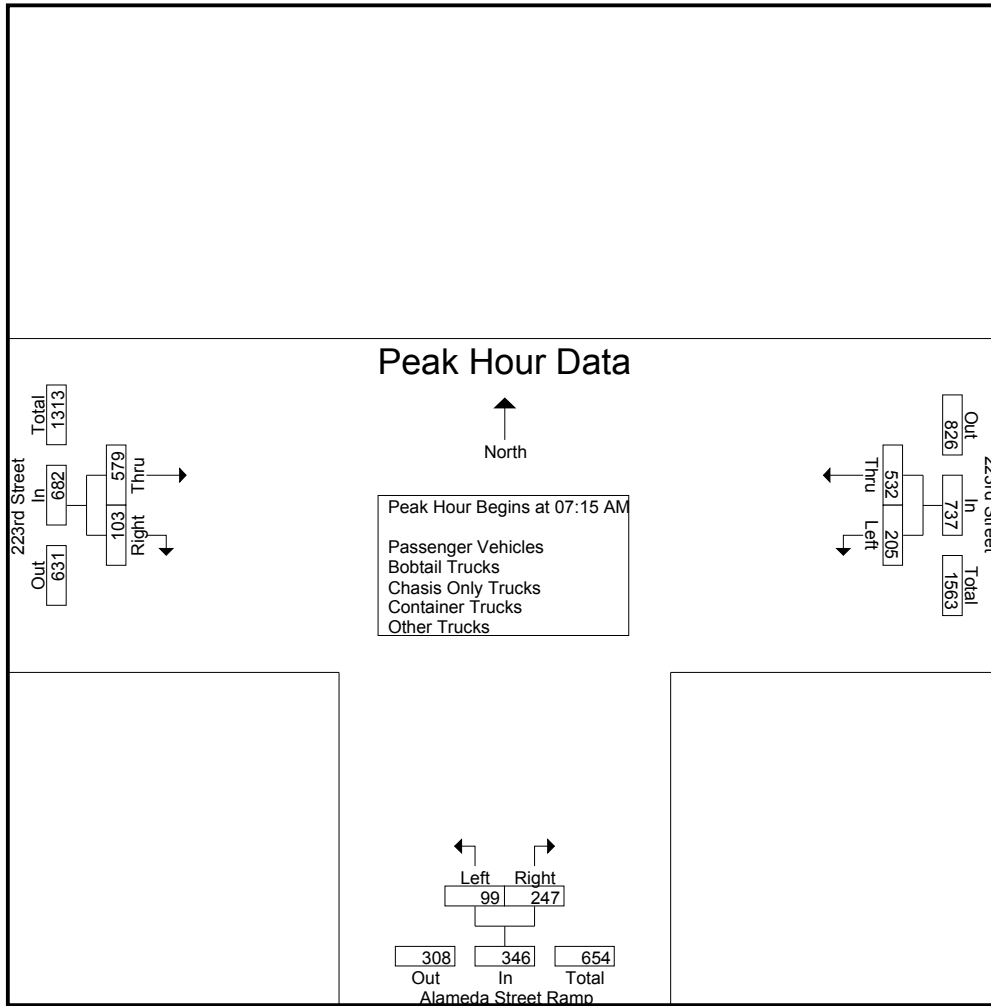 Peak Hour Data
North
Peak Hour Begins at 07:15 AM
Passenger Vehicles
Bobtail Trucks
Chasis Only Trucks
Container Trucks
Other Trucks
223rd Street
Out In Total
631 682 1313
Right Thru
103 579
223rd Street
Out In Total
826 737 1563
Thru Left
532 205
Left Right
99 247
308 346 654
Out In Total
Alameda Street Ramp